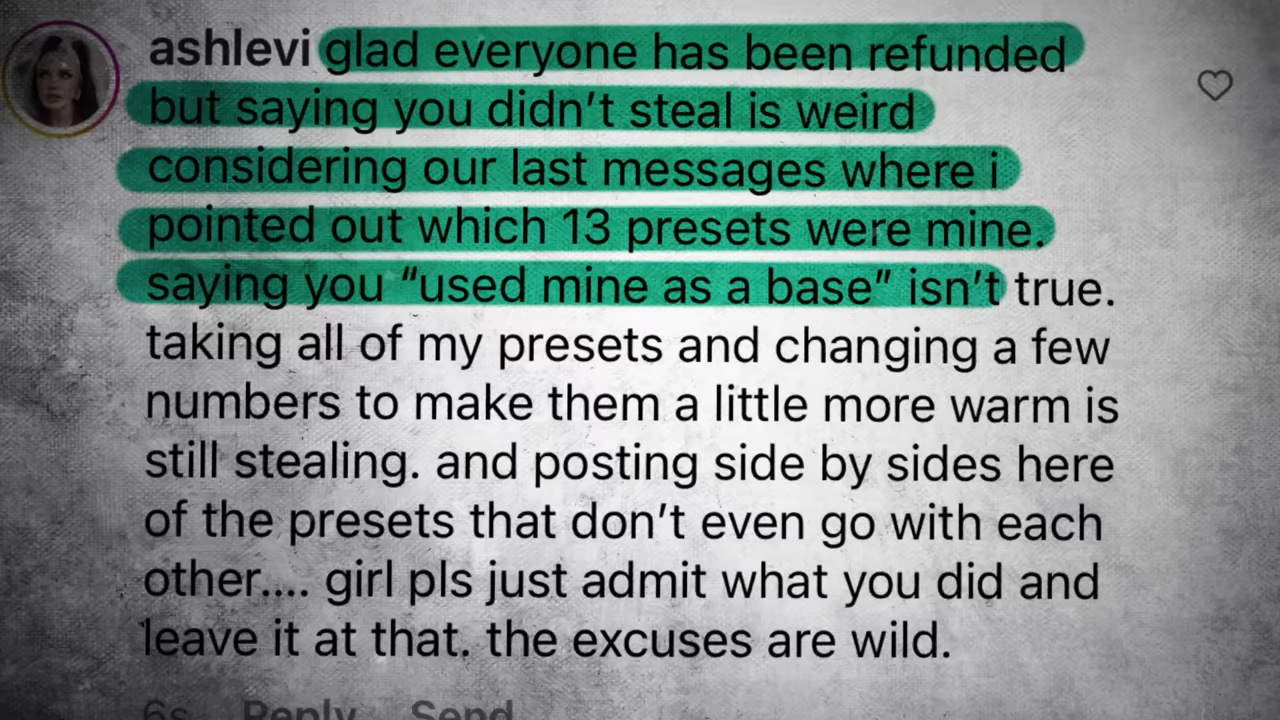 ashlevi glad everyone has been refunded
but saying you didn't steal is weird
considering our last messages where i
pointed out which 13 presets were mine.
saying you “used mine as a base” isn't true.
taking all of my presets and changing a few
numbers to make them a little more warm is
still stealing. and posting side by sides here
of the presets that don't even go with each
other.... girl pls just admit what you did and
leave it at that. the excuses are wild.
6s Reply Send